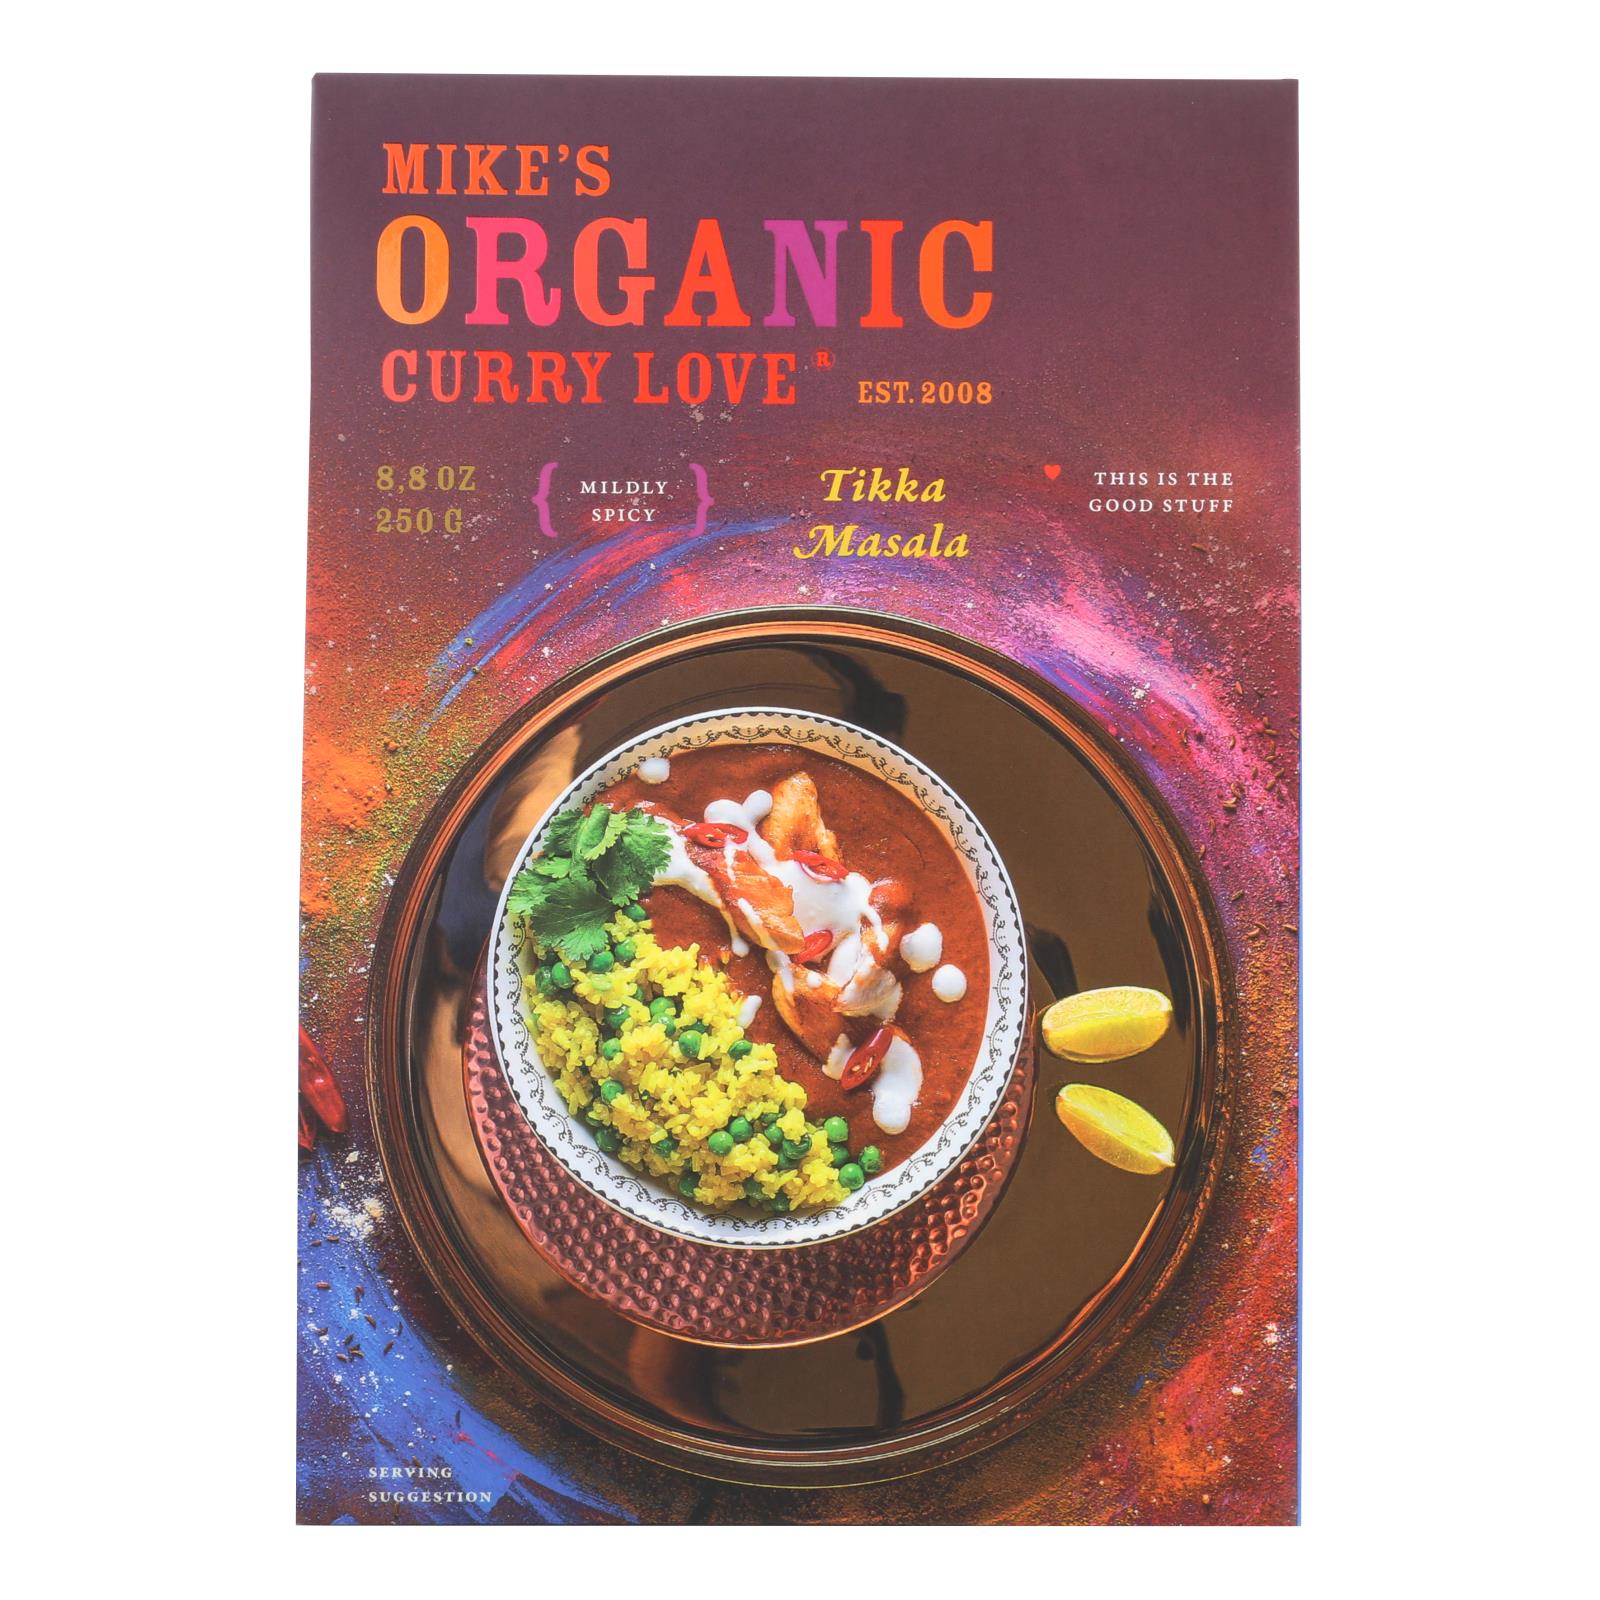 MIKE'S
ORGANIC
CURRY LOVE®
EST. 2008
8,8 OZ
250 G
{ MILDLY
SPICY }
Tikka
Masala
♥ THIS IS THE
GOOD STUFF
SERVING
SUGGESTION